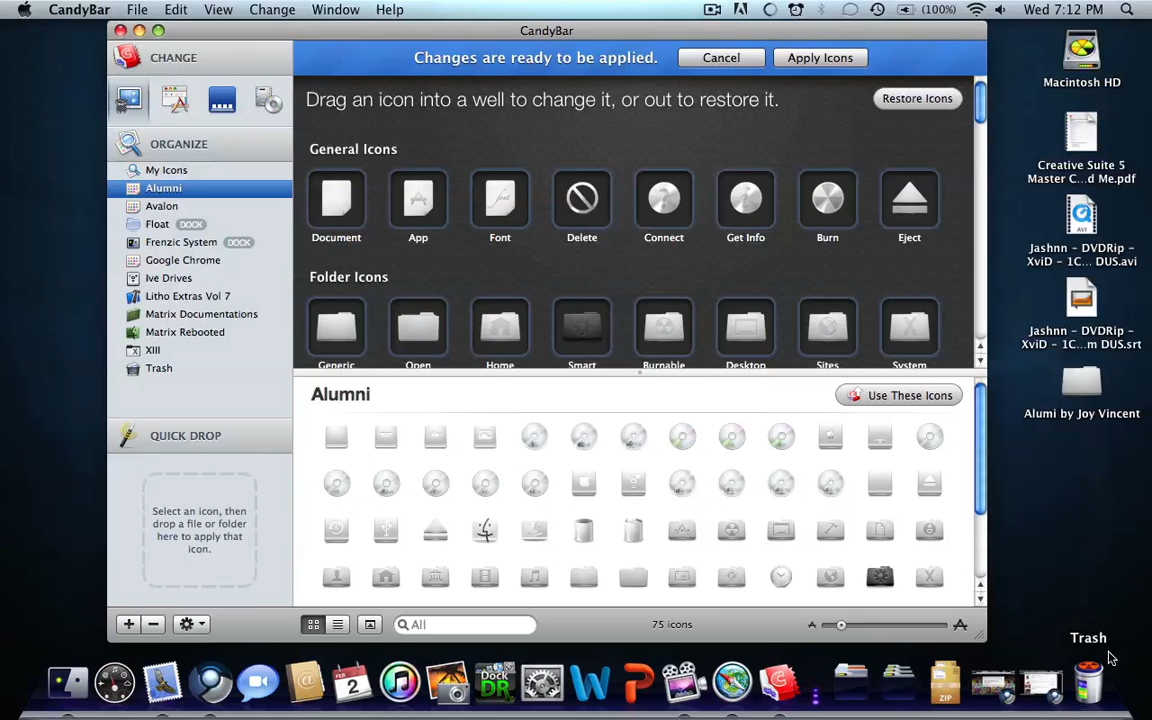 CandyBar File Edit View Change Window Help (100%) Wed 7:12 PM
CandyBar
CHANGE
Changes are ready to be applied. Cancel Apply Icons
Drag an icon into a well to change it, or out to restore it. Restore Icons
ORGANIZE
My Icons
Alumni
Avalon
Float DOCK
Frenzic System DOCK
Google Chrome
Ive Drives
Litho Extras Vol 7
Matrix Documentations
Matrix Rebooted
XIII
Trash
QUICK DROP
Select an icon, then
drop a file or folder
here to apply that
icon.
General Icons
Document App Font Delete Connect Get Info Burn Eject
Folder Icons
Generic Open Home Smart Burnable Desktop Sites System
Alumni Use These Icons
All
75 icons
Macintosh HD
Creative Suite 5
Master C...d Me.pdf
AVI
Jashnn - DVDRip -
XviD - 1C... DUS.avi
Jashnn - DVDRip -
XviD - 1C...m DUS.srt
Alumi by Joy Vincent
Trash
FEB
2
Dock
DR
ZIP